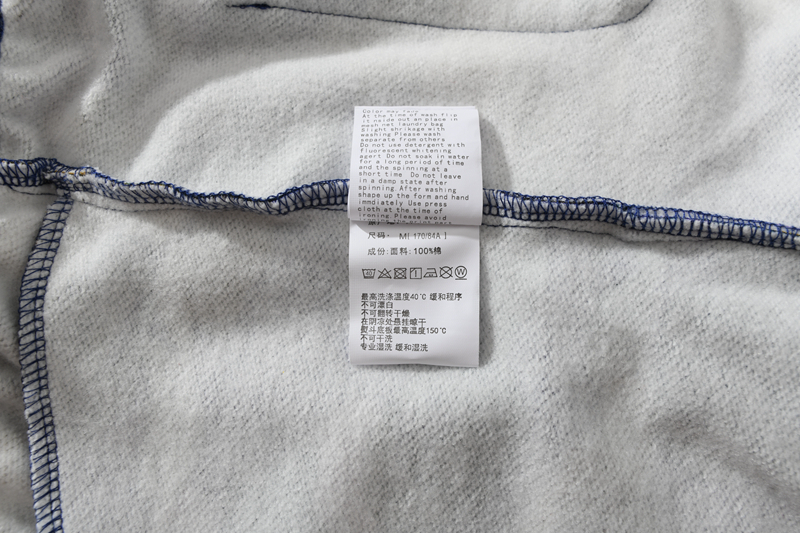 Color may fade
At the time of wash flip
it inside out an place in
mesh net laundry bag
Slight shrikage with
washing Please wash
separate from others
Do not use detergent with
fluorescent whitening
agent Do not soak in water
for a long period of time
and the spinning at a
short time. Do not leave
in a damp state after
spinning. After washing
shape up the form and hand
immdiately Use press
cloth at the time of
ironing Please avoid
尺码： M[170/84A]
成份：面料：100%棉
最高洗涤温度40℃ 缓和程序
不可漂白
不可翻转干燥
在阴凉处悬挂晾干
熨斗底板最高温度150℃
不可干洗
专业湿洗 缓和湿洗